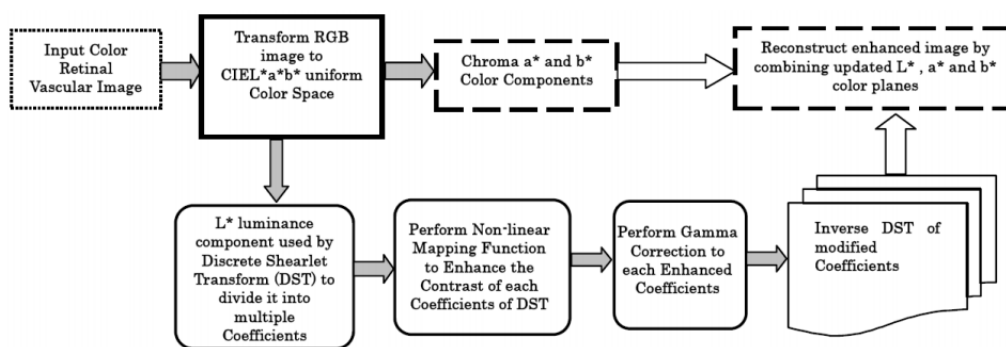 Input Color
Retinal
Vascular Image
Transform RGB
image to
CIEL*a*b* uniform
Color Space
Chroma a* and b*
Color Components
Reconstruct enhanced image by
combining updated L* , a* and b*
color planes
L* luminance
component used by
Discrete Shearlet
Transform (DST) to
divide it into
multiple
Coefficients
Perform Non-linear
Mapping Function
to Enhance the
Contrast of each
Coefficients of DST
Perform Gamma
Correction to
each Enhanced
Coefficients
Inverse DST of
modified
Coefficients